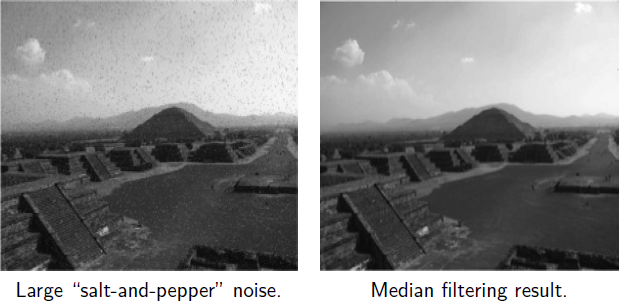 Large “salt-and-pepper” noise.
Median filtering result.